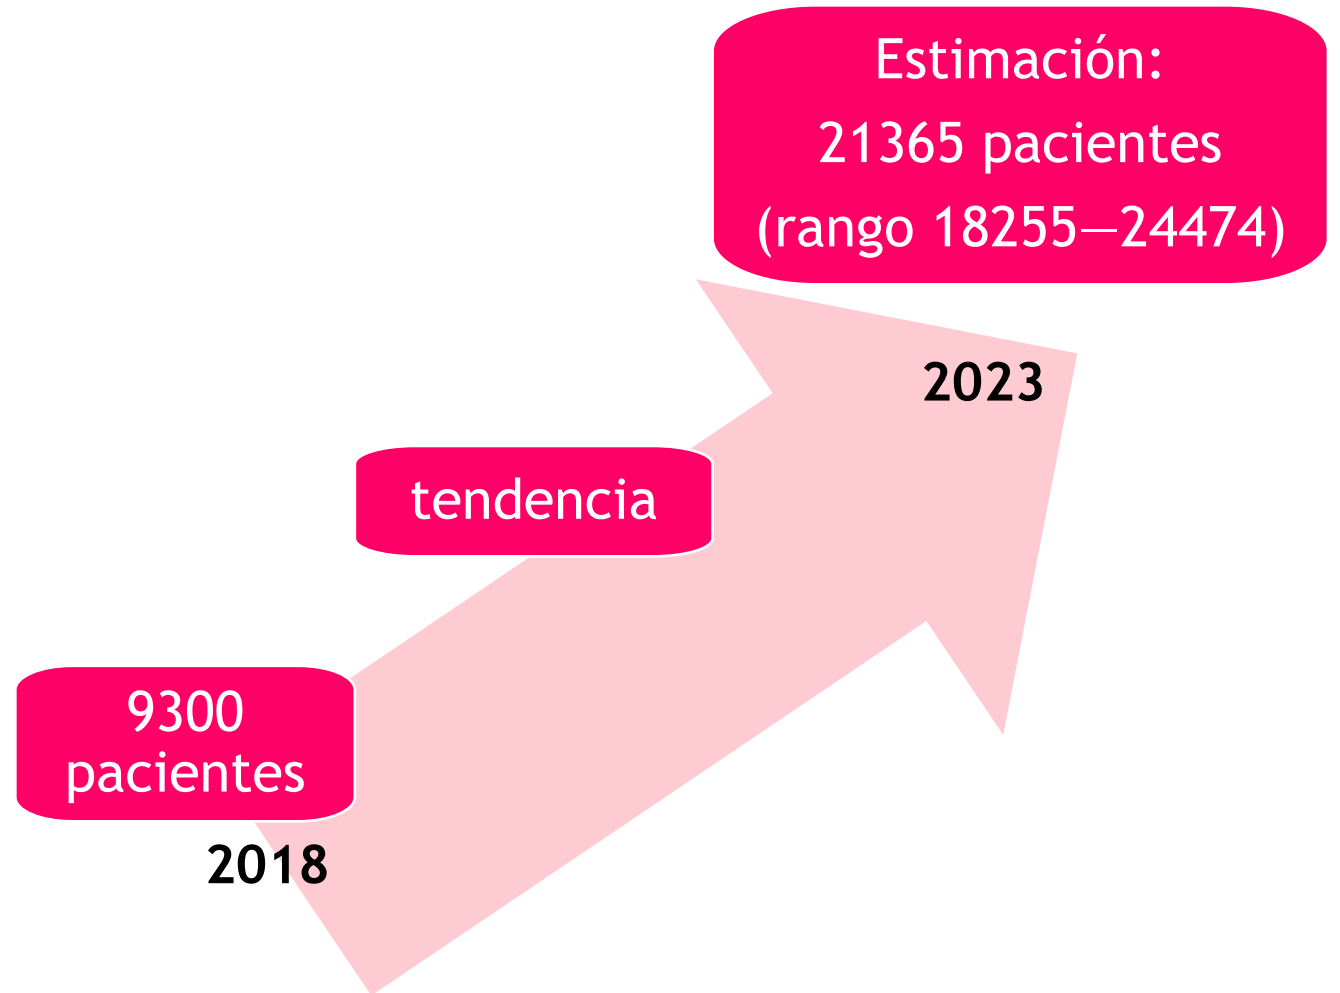 Estimación:
21365 pacientes
(rango 18255—24474)
2023
tendencia
9300
pacientes
2018